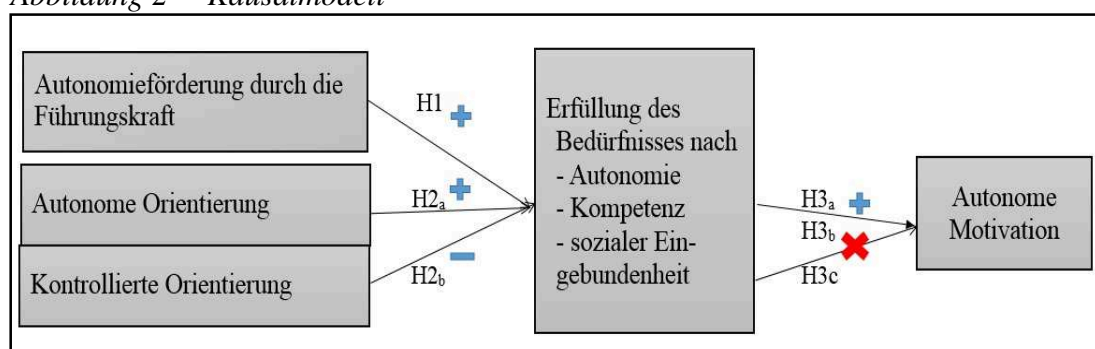 Abbildung 2 Kausalmodell
Autonomieförderung durch die
Führungskraft
Autonome Orientierung
Kontrollierte Orientierung
H1
H2a
H2b
Erfüllung des
Bedürfnisses nach
- Autonomie
- Kompetenz
- sozialer Ein-
gebundenheit
H3a
H3b
H3c
Autonome
Motivation